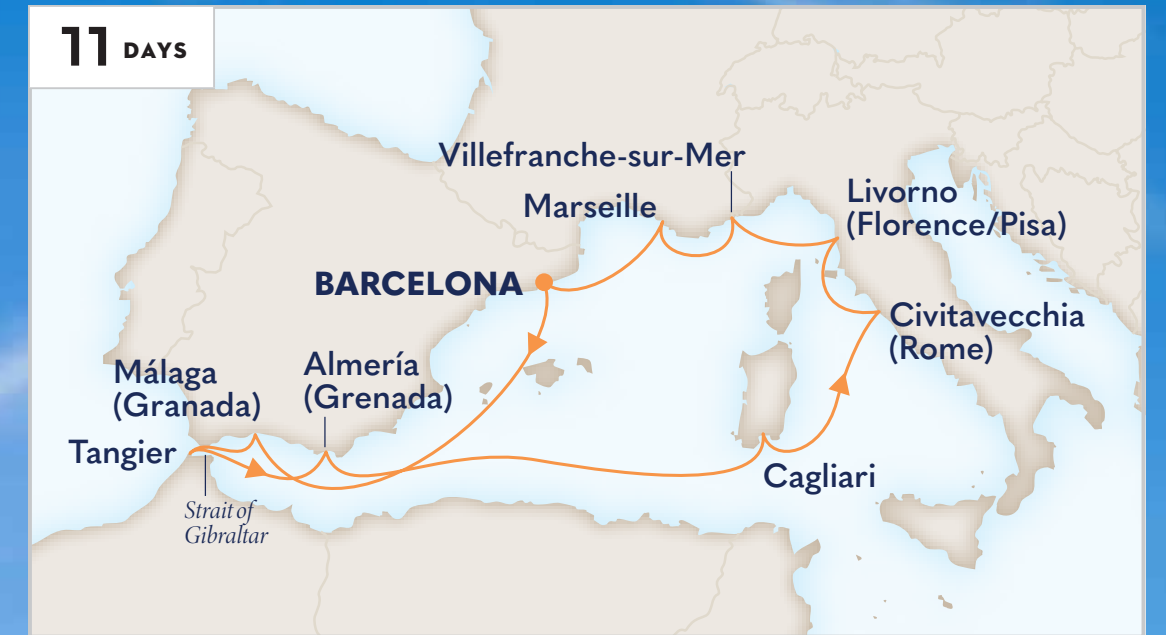 11 DAYS
Villefranche-sur-Mer
Marseille
Livorno
(Florence/Pisa)
BARCELONA
Civitavecchia
(Rome)
Málaga
(Granada)
Almería
(Grenada)
Tangier
Cagliari
Strait of
Gibraltar